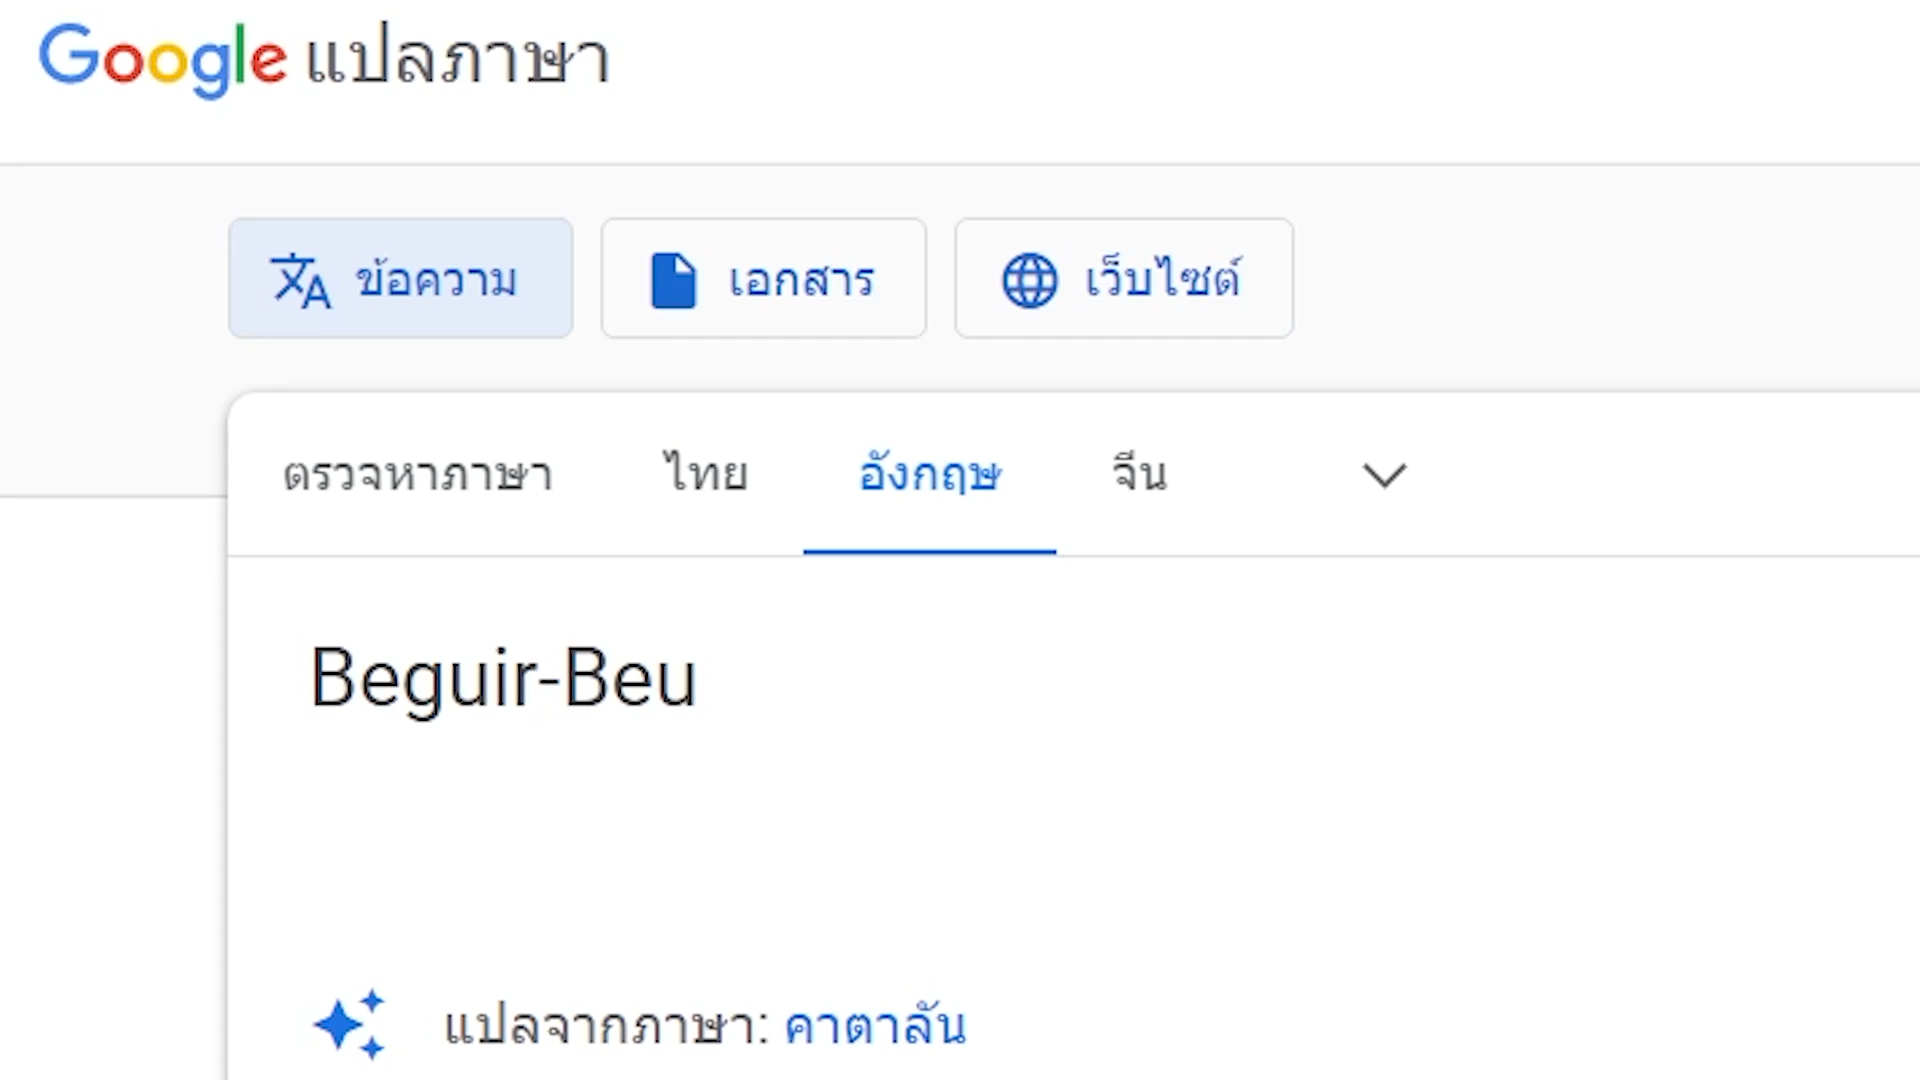 Google แปลภาษา
ข้อความ เอกสาร เว็บไซต์
ตรวจหาภาษา ไทย อังกฤษ จีน
Beguir-Beu
แปลจากภาษา: คาตาลัน